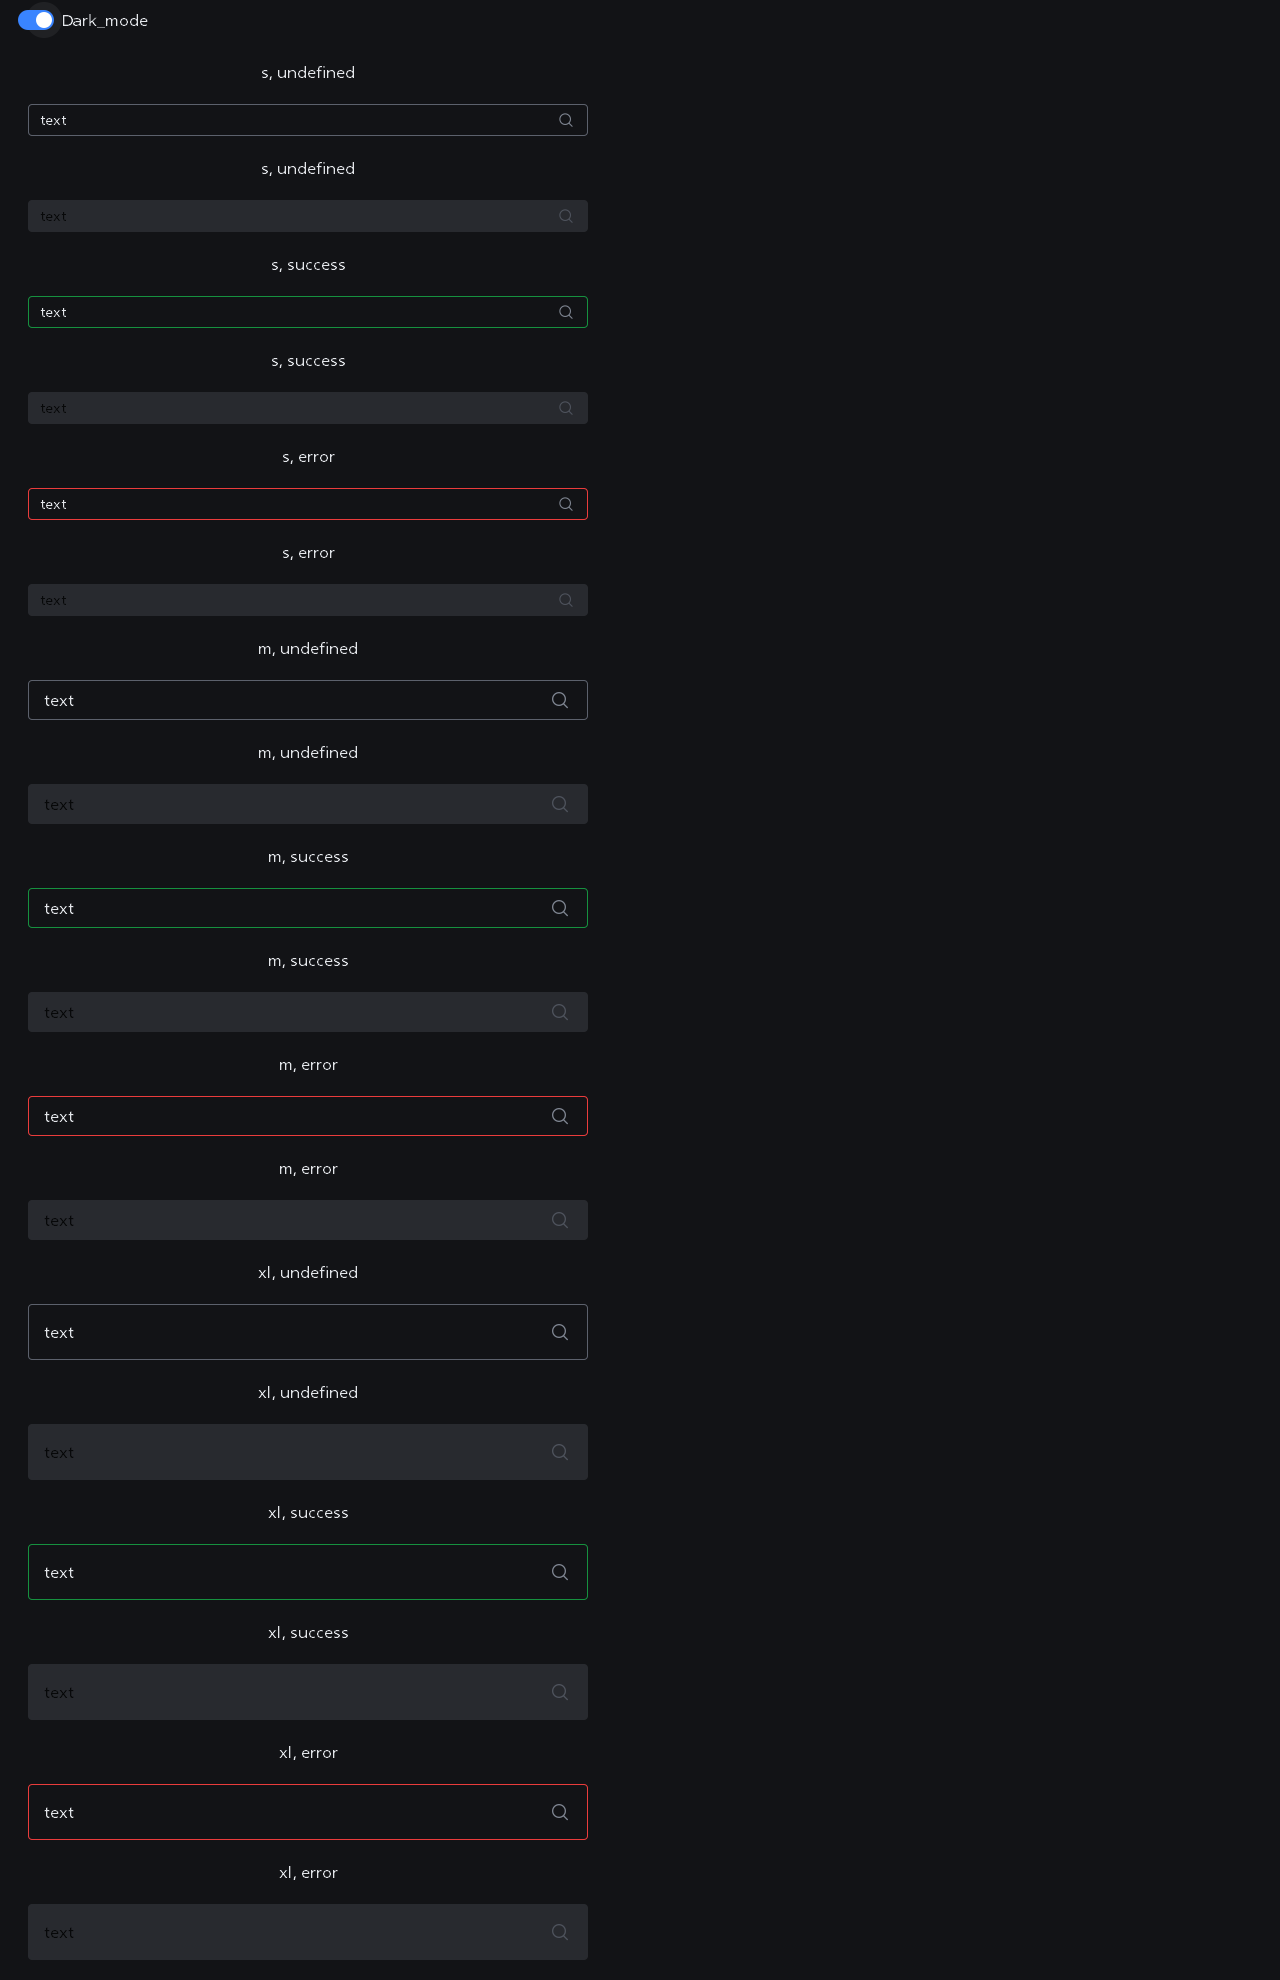 Dark_mode
s, undefined
text
s, undefined
text
s, success
text
s, success
text
s, error
text
s, error
text
m, undefined
text
m, undefined
text
m, success
text
m, success
text
m, error
text
m, error
text
xl, undefined
text
xl, undefined
text
xl, success
text
xl, success
text
xl, error
text
xl, error
text